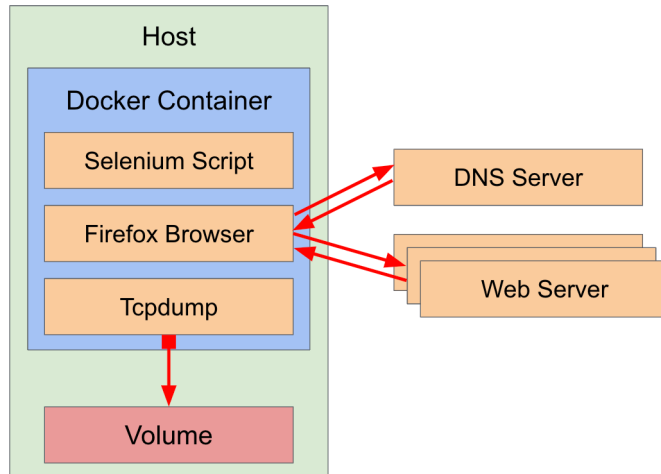 Host
Docker Container
Selenium Script
Firefox Browser
Tcpdump
Volume
DNS Server
Web Server